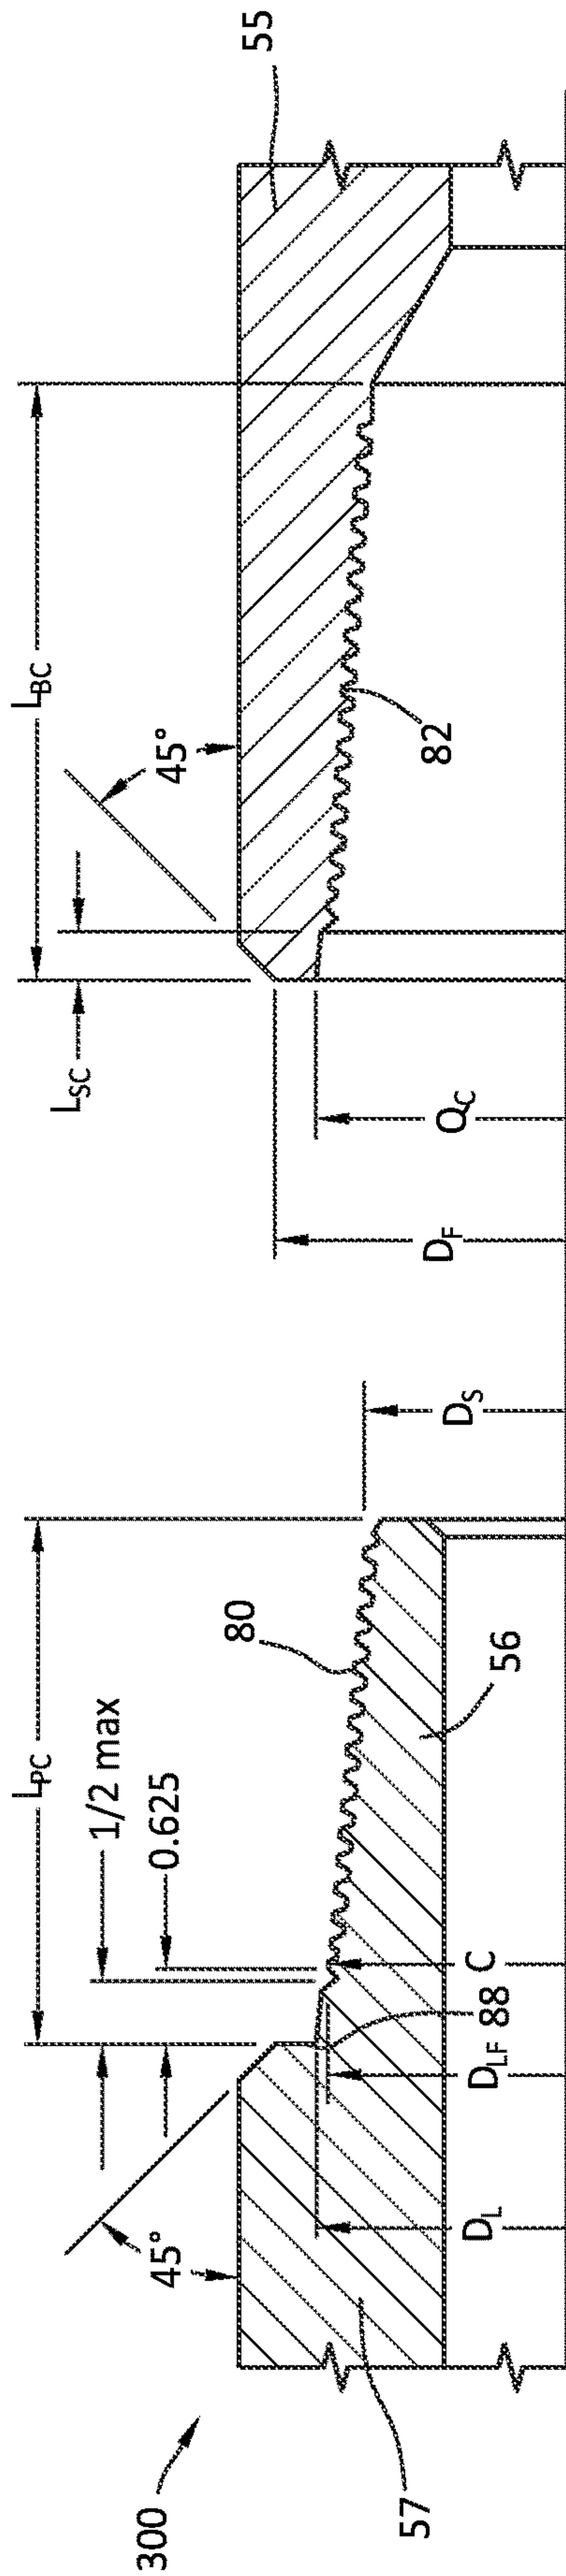 300
57
45°
L_PC
1/2 max
0.625
80
56
D_L
D_LF
88
C
D_S
D_F
Q_C
L_SC
L_BC
45°
82
55